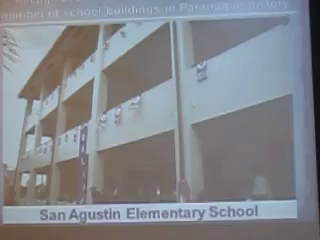 number of school buildings in Parañaque history
San Agustin Elementary School